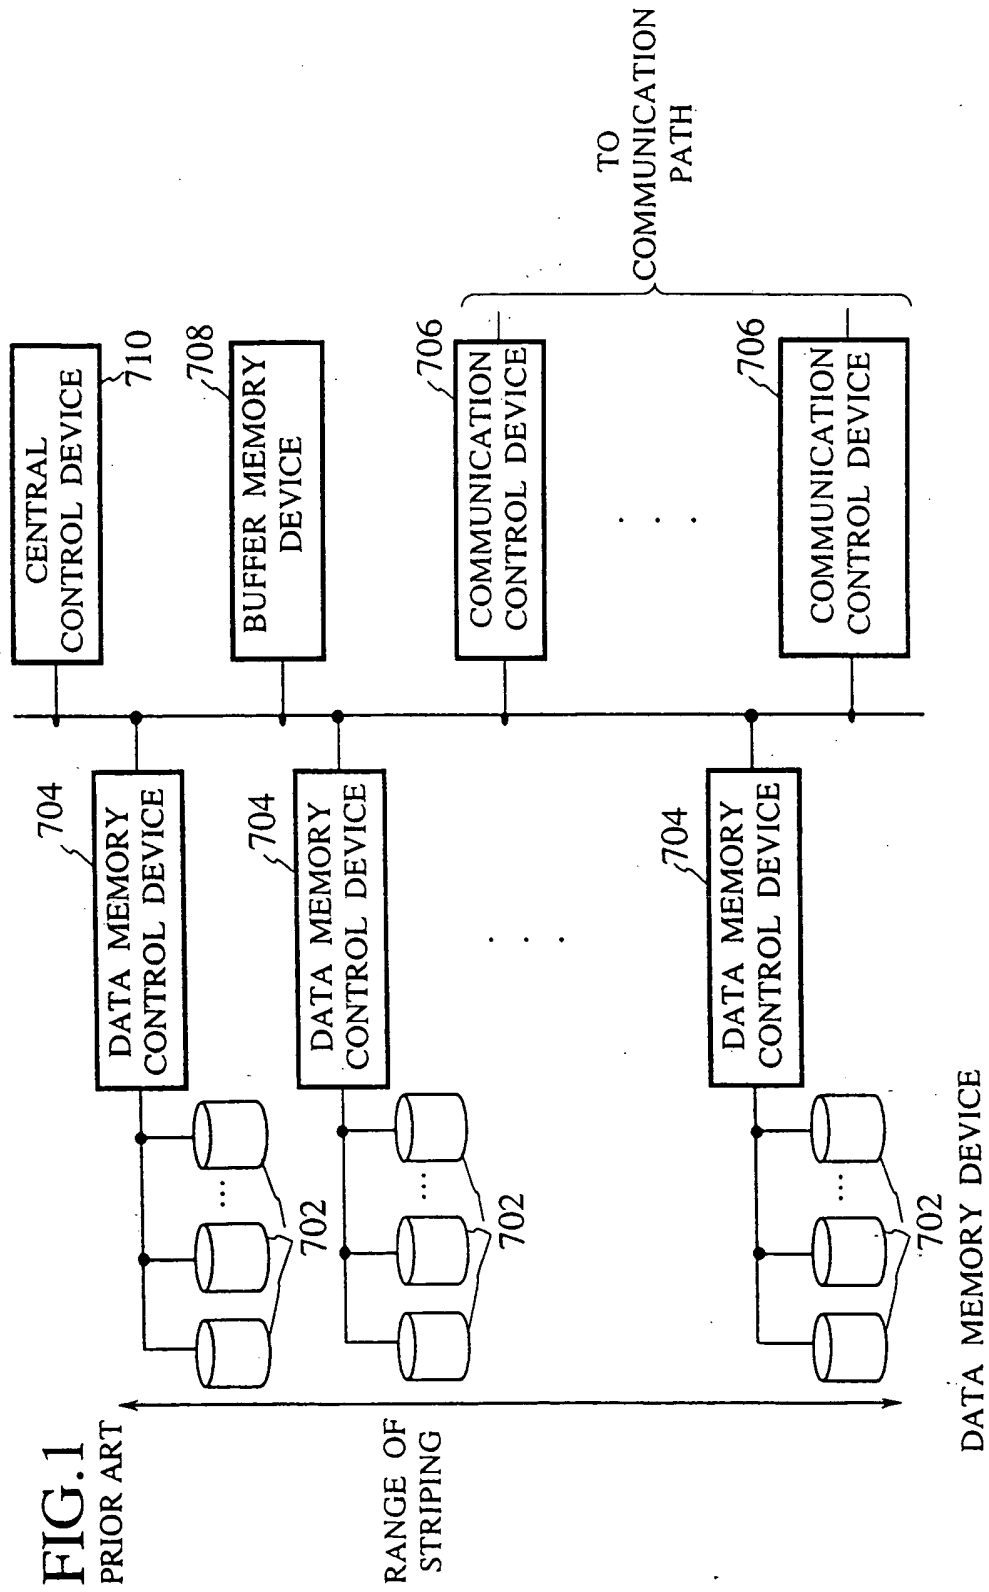 FIG.1
PRIOR ART
RANGE OF
STRIPING
702
702
702
DATA MEMORY DEVICE
704
DATA MEMORY
CONTROL DEVICE
704
DATA MEMORY
CONTROL DEVICE
. . .
704
DATA MEMORY
CONTROL DEVICE
CENTRAL
CONTROL DEVICE
710
708
BUFFER MEMORY
DEVICE
706
COMMUNICATION
CONTROL DEVICE
. . .
706
COMMUNICATION
CONTROL DEVICE
TO
COMMUNICATION
PATH